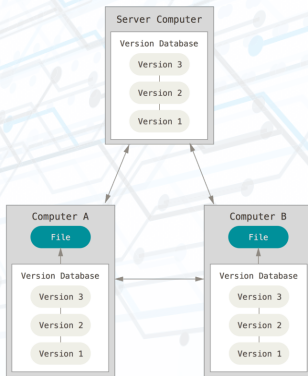 Server Computer
Version Database
Version 3
Version 2
Version 1
Computer A
File
Version Database
Version 3
Version 2
Version 1
Computer B
File
Version Database
Version 3
Version 2
Version 1